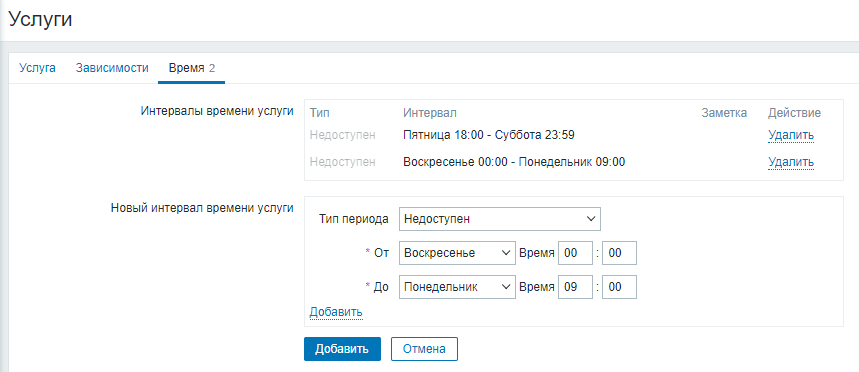 Услуги
Услуга Зависимости Время 2
Интервалы времени услуги Тип Интервал Заметка Действие
Недоступен Пятница 18:00 - Суббота 23:59 Удалить
Недоступен Воскресенье 00:00 - Понедельник 09:00 Удалить
Новый интервал времени услуги Тип периода Недоступен
* От Воскресенье Время 00 : 00
* До Понедельник Время 09 : 00
Добавить
Добавить Отмена